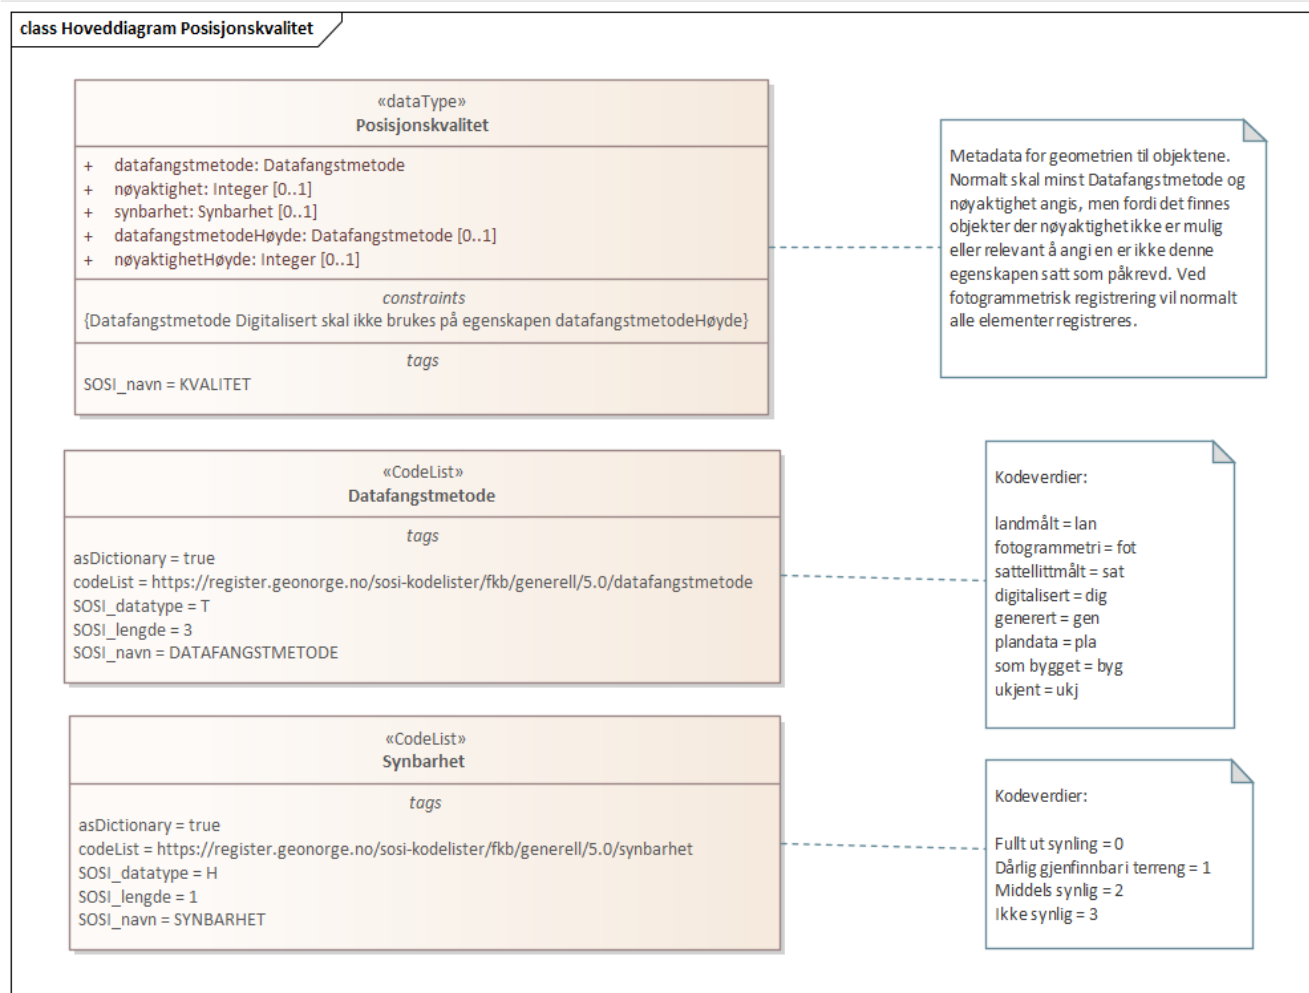 class Hoveddiagram Posisjonskvalitet
«dataType»
Posisjonskvalitet
+ datafangstmetode: Datafangstmetode
+ nøyaktighet: Integer [0..1]
+ synbarhet: Synbarhet [0..1]
+ datafangstmetodeHøyde: Datafangstmetode [0..1]
+ nøyaktighetHøyde: Integer [0..1]
constraints
{Datafangstmetode Digitalisert skal ikke brukes på egenskapen datafangstmetodeHøyde}
tags
SOSI_navn = KVALITET
Metadata for geometrien til objektene.
Normalt skal minst Datafangstmetode og
nøyaktighet angis, men fordi det finnes
objekter der nøyaktighet ikke er mulig
eller relevant å angi en er ikke denne
egenskapen satt som påkrevd. Ved
fotogrammetrisk registrering vil normalt
alle elementer registreres.
«CodeList»
Datafangstmetode
tags
asDictionary = true
codeList = https://register.geonorge.no/sosi-kodelister/fkb/generell/5.0/datafangstmetode
SOSI_datatype = T
SOSI_lengde = 3
SOSI_navn = DATAFANGSTMETODE
Kodeverdier:
landmålt = lan
fotogrammetri = fot
sattellittmålt = sat
digitalisert = dig
generert = gen
plandata = pla
som bygget = byg
ukjent = ukj
«CodeList»
Synbarhet
tags
asDictionary = true
codeList = https://register.geonorge.no/sosi-kodelister/fkb/generell/5.0/synbarhet
SOSI_datatype = H
SOSI_lengde = 1
SOSI_navn = SYNBARHET
Kodeverdier:
Fullt ut synling = 0
Dårlig gjenfinnbar i terreng = 1
Middels synlig = 2
Ikke synlig = 3